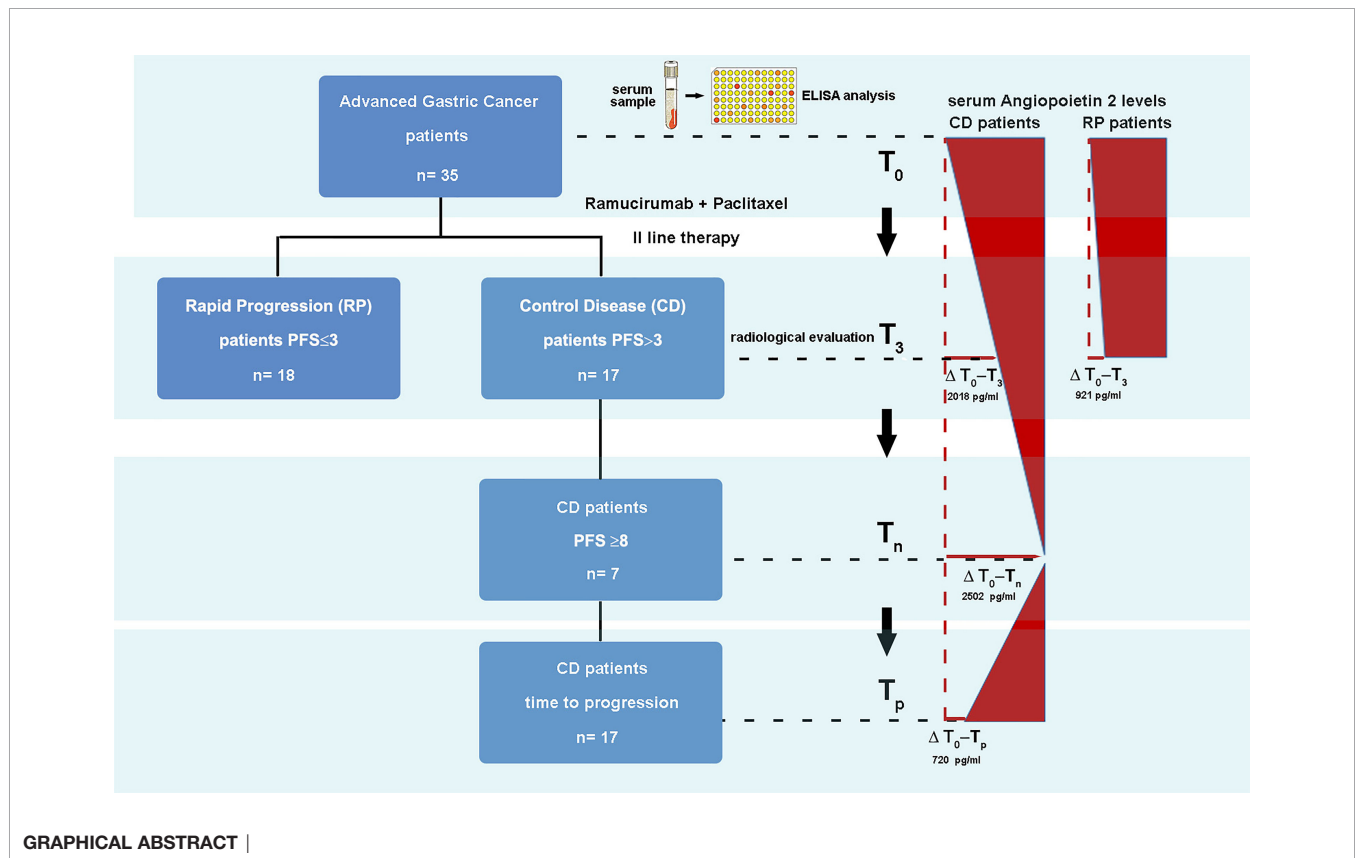 serum
sample
ELISA analysis
Advanced Gastric Cancer
patients
n= 35
serum Angiopoietin 2 levels
CD patients
RP patients
T0
Ramucirumab + Paclitaxel
II line therapy
Rapid Progression (RP)
patients PFS≤3
n= 18
Control Disease (CD)
patients PFS>3
n= 17
radiological evaluation
T3
Δ T0–T3
2018 pg/ml
Δ T0–T3
921 pg/ml
CD patients
PFS ≥8
n= 7
Tn
Δ T0–Tn
2502 pg/ml
CD patients
time to progression
n= 17
Tp
Δ T0–Tp
720 pg/ml
GRAPHICAL ABSTRACT |